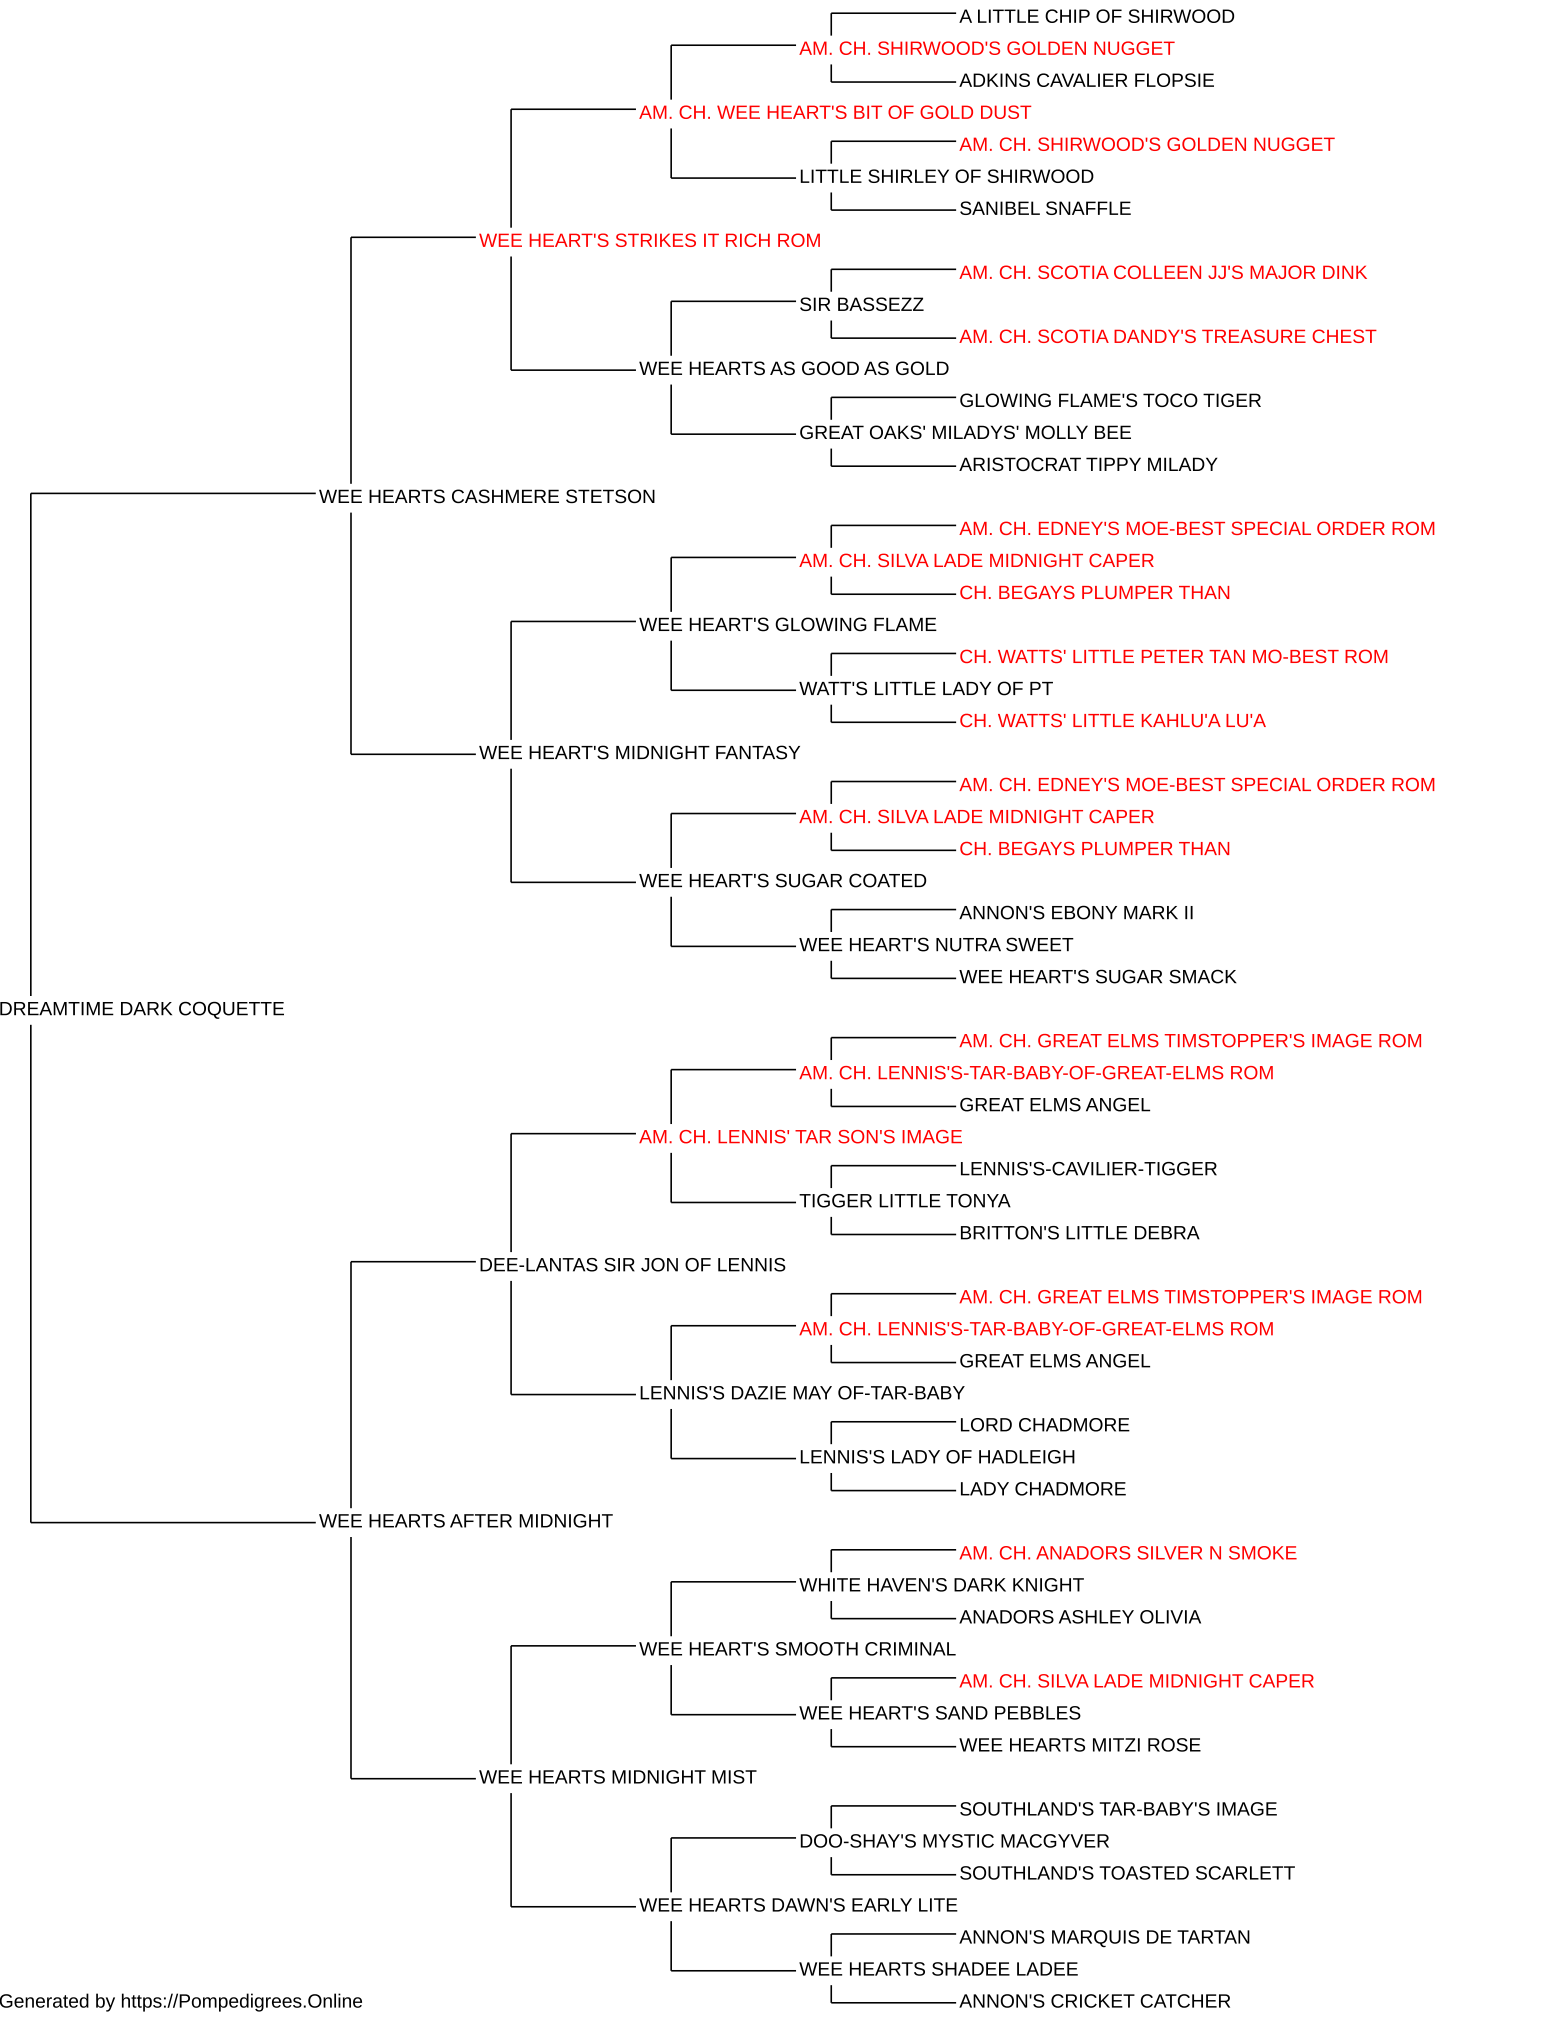 A LITTLE CHIP OF SHIRWOOD
AM. CH. SHIRWOOD'S GOLDEN NUGGET
ADKINS CAVALIER FLOPSIE
AM. CH. WEE HEART'S BIT OF GOLD DUST
AM. CH. SHIRWOOD'S GOLDEN NUGGET
LITTLE SHIRLEY OF SHIRWOOD
SANIBEL SNAFFLE
WEE HEART'S STRIKES IT RICH ROM
AM. CH. SCOTIA COLLEEN JJ'S MAJOR DINK
SIR BASSEZZ
AM. CH. SCOTIA DANDY'S TREASURE CHEST
WEE HEARTS AS GOOD AS GOLD
GLOWING FLAME'S TOCO TIGER
GREAT OAKS' MILADYS' MOLLY BEE
ARISTOCRAT TIPPY MILADY
WEE HEARTS CASHMERE STETSON
AM. CH. EDNEY'S MOE-BEST SPECIAL ORDER ROM
AM. CH. SILVA LADE MIDNIGHT CAPER
CH. BEGAYS PLUMPER THAN
WEE HEART'S GLOWING FLAME
CH. WATTS' LITTLE PETER TAN MO-BEST ROM
WATT'S LITTLE LADY OF PT
CH. WATTS' LITTLE KAHLU'A LU'A
WEE HEART'S MIDNIGHT FANTASY
AM. CH. EDNEY'S MOE-BEST SPECIAL ORDER ROM
AM. CH. SILVA LADE MIDNIGHT CAPER
CH. BEGAYS PLUMPER THAN
WEE HEART'S SUGAR COATED
ANNON'S EBONY MARK II
WEE HEART'S NUTRA SWEET
WEE HEART'S SUGAR SMACK
DREAMTIME DARK COQUETTE
AM. CH. GREAT ELMS TIMSTOPPER'S IMAGE ROM
AM. CH. LENNIS'S-TAR-BABY-OF-GREAT-ELMS ROM
GREAT ELMS ANGEL
AM. CH. LENNIS' TAR SON'S IMAGE
LENNIS'S-CAVILIER-TIGGER
TIGGER LITTLE TONYA
BRITTON'S LITTLE DEBRA
DEE-LANTAS SIR JON OF LENNIS
AM. CH. GREAT ELMS TIMSTOPPER'S IMAGE ROM
AM. CH. LENNIS'S-TAR-BABY-OF-GREAT-ELMS ROM
GREAT ELMS ANGEL
LENNIS'S DAZIE MAY OF-TAR-BABY
LORD CHADMORE
LENNIS'S LADY OF HADLEIGH
LADY CHADMORE
WEE HEARTS AFTER MIDNIGHT
AM. CH. ANADORS SILVER N SMOKE
WHITE HAVEN'S DARK KNIGHT
ANADORS ASHLEY OLIVIA
WEE HEART'S SMOOTH CRIMINAL
AM. CH. SILVA LADE MIDNIGHT CAPER
WEE HEART'S SAND PEBBLES
WEE HEARTS MITZI ROSE
WEE HEARTS MIDNIGHT MIST
SOUTHLAND'S TAR-BABY'S IMAGE
DOO-SHAY'S MYSTIC MACGYVER
SOUTHLAND'S TOASTED SCARLETT
WEE HEARTS DAWN'S EARLY LITE
ANNON'S MARQUIS DE TARTAN
WEE HEARTS SHADEE LADEE
ANNON'S CRICKET CATCHER
Generated by https://Pompedigrees.Online